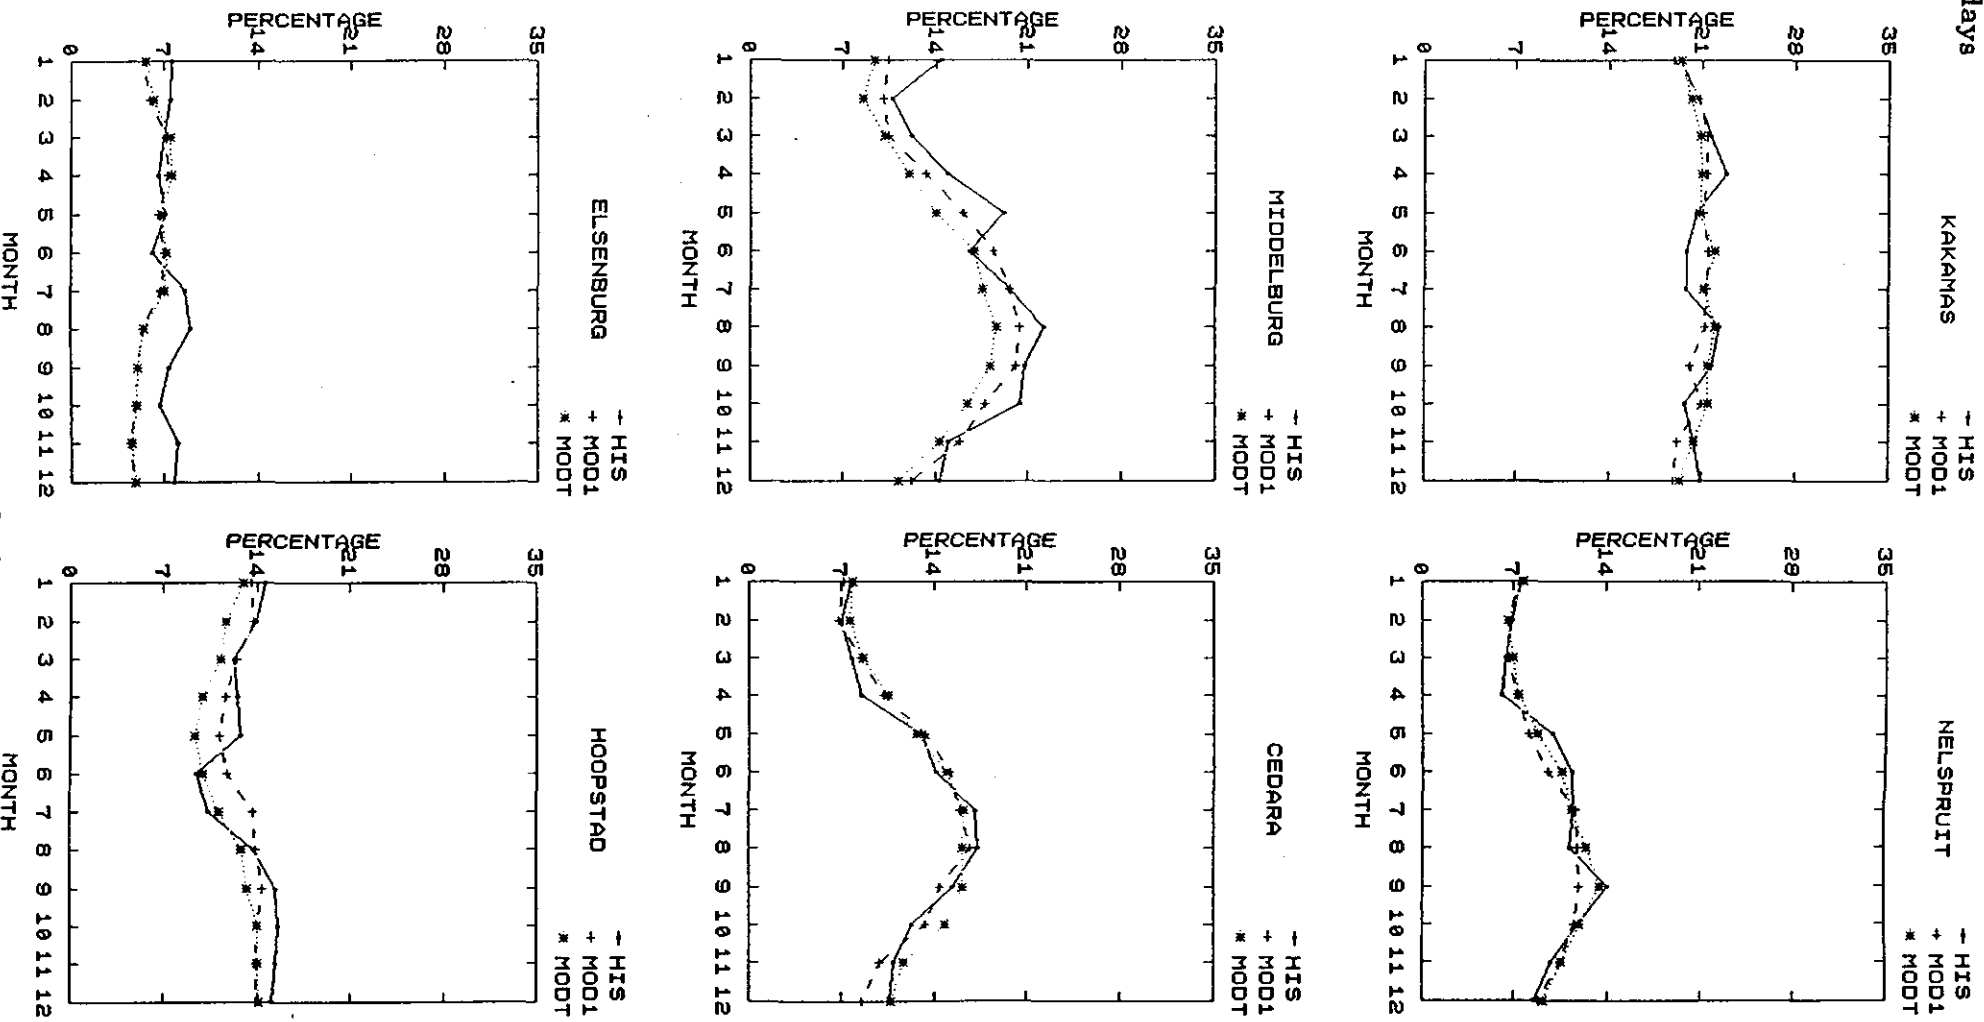 lays
KAKAMAS
HIS
MOD1
MODT
35
28
21
14
7
0
PERCENTAGE
1 2 3 4 5 6 7 8 9 10 11 12
MONTH
NELSPRUIT
HIS
MOD1
MODT
35
28
21
14
7
0
PERCENTAGE
1 2 3 4 5 6 7 8 9 10 11 12
MONTH
MIDDELBURG
HIS
MOD1
MODT
35
28
21
14
7
0
PERCENTAGE
1 2 3 4 5 6 7 8 9 10 11 12
MONTH
CEDARA
HIS
MOD1
MODT
35
28
21
14
7
0
PERCENTAGE
1 2 3 4 5 6 7 8 9 10 11 12
MONTH
ELSENBURG
HIS
MOD1
MODT
35
28
21
14
7
0
PERCENTAGE
1 2 3 4 5 6 7 8 9 10 11 12
MONTH
HOOPSTAD
HIS
MOD1
MODT
35
28
21
14
7
0
PERCENTAGE
1 2 3 4 5 6 7 8 9 10 11 12
MONTH